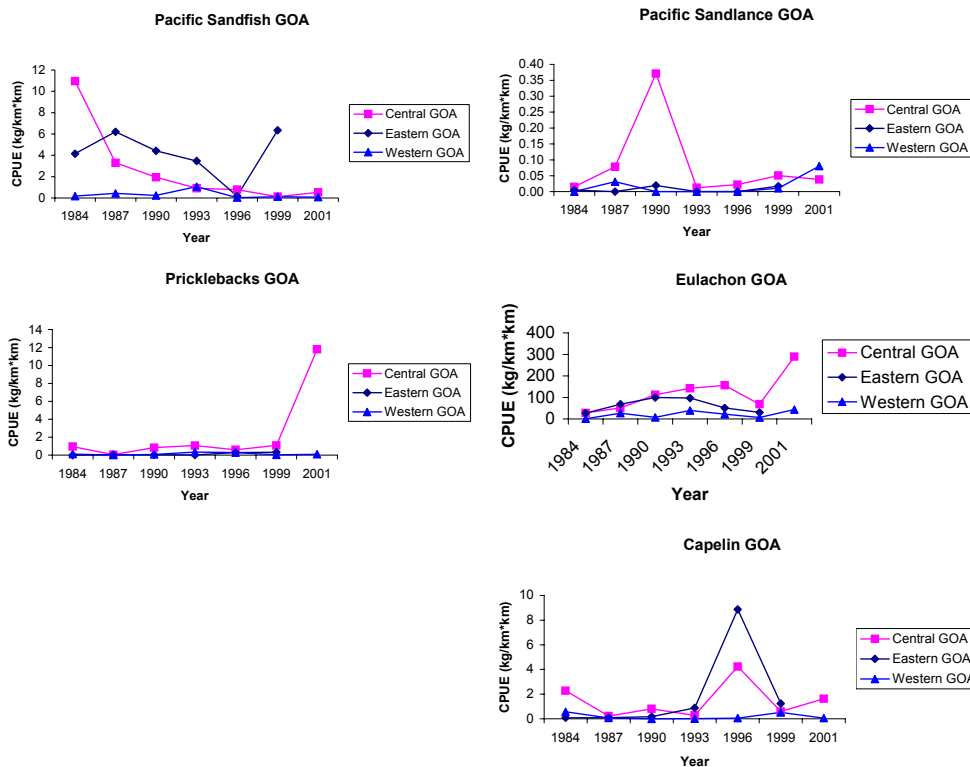 Pacific Sandfish GOA
CPUE (kg/km*km)
12
10
8
6
4
2
0
1984 1987 1990 1993 1996 1999 2001
Year
Central GOA
Eastern GOA
Western GOA
Pacific Sandlance GOA
CPUE (kg/km*km)
0.40
0.35
0.30
0.25
0.20
0.15
0.10
0.05
0.00
1984 1987 1990 1993 1996 1999 2001
Year
Central GOA
Eastern GOA
Western GOA
Pricklebacks GOA
CPUE (kg/km*km)
14
12
10
8
6
4
2
0
1984 1987 1990 1993 1996 1999 2001
Year
Central GOA
Eastern GOA
Western GOA
Eulachon GOA
CPUE (kg/km*km)
400
300
200
100
0
1984 1987 1990 1993 1996 1999 2001
Year
Central GOA
Eastern GOA
Western GOA
Capelin GOA
CPUE (kg/km*km)
10
8
6
4
2
0
1984 1987 1990 1993 1996 1999 2001
Year
Central GOA
Eastern GOA
Western GOA